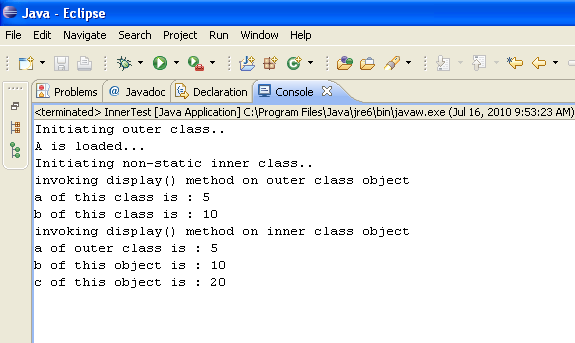 Java - Eclipse
File Edit Navigate Search Project Run Window Help
Problems @ Javadoc Declaration Console
<terminated> InnerTest [Java Application] C:\Program Files\Java\jre6\bin\javaw.exe (Jul 16, 2010 9:53:23 AM)
Initiating outer class..
A is loaded...
Initiating non-static inner class..
invoking display() method on outer class object
a of this class is : 5
b of this class is : 10
invoking display() method on inner class object
a of outer class is : 5
b of this object is : 10
c of this object is : 20